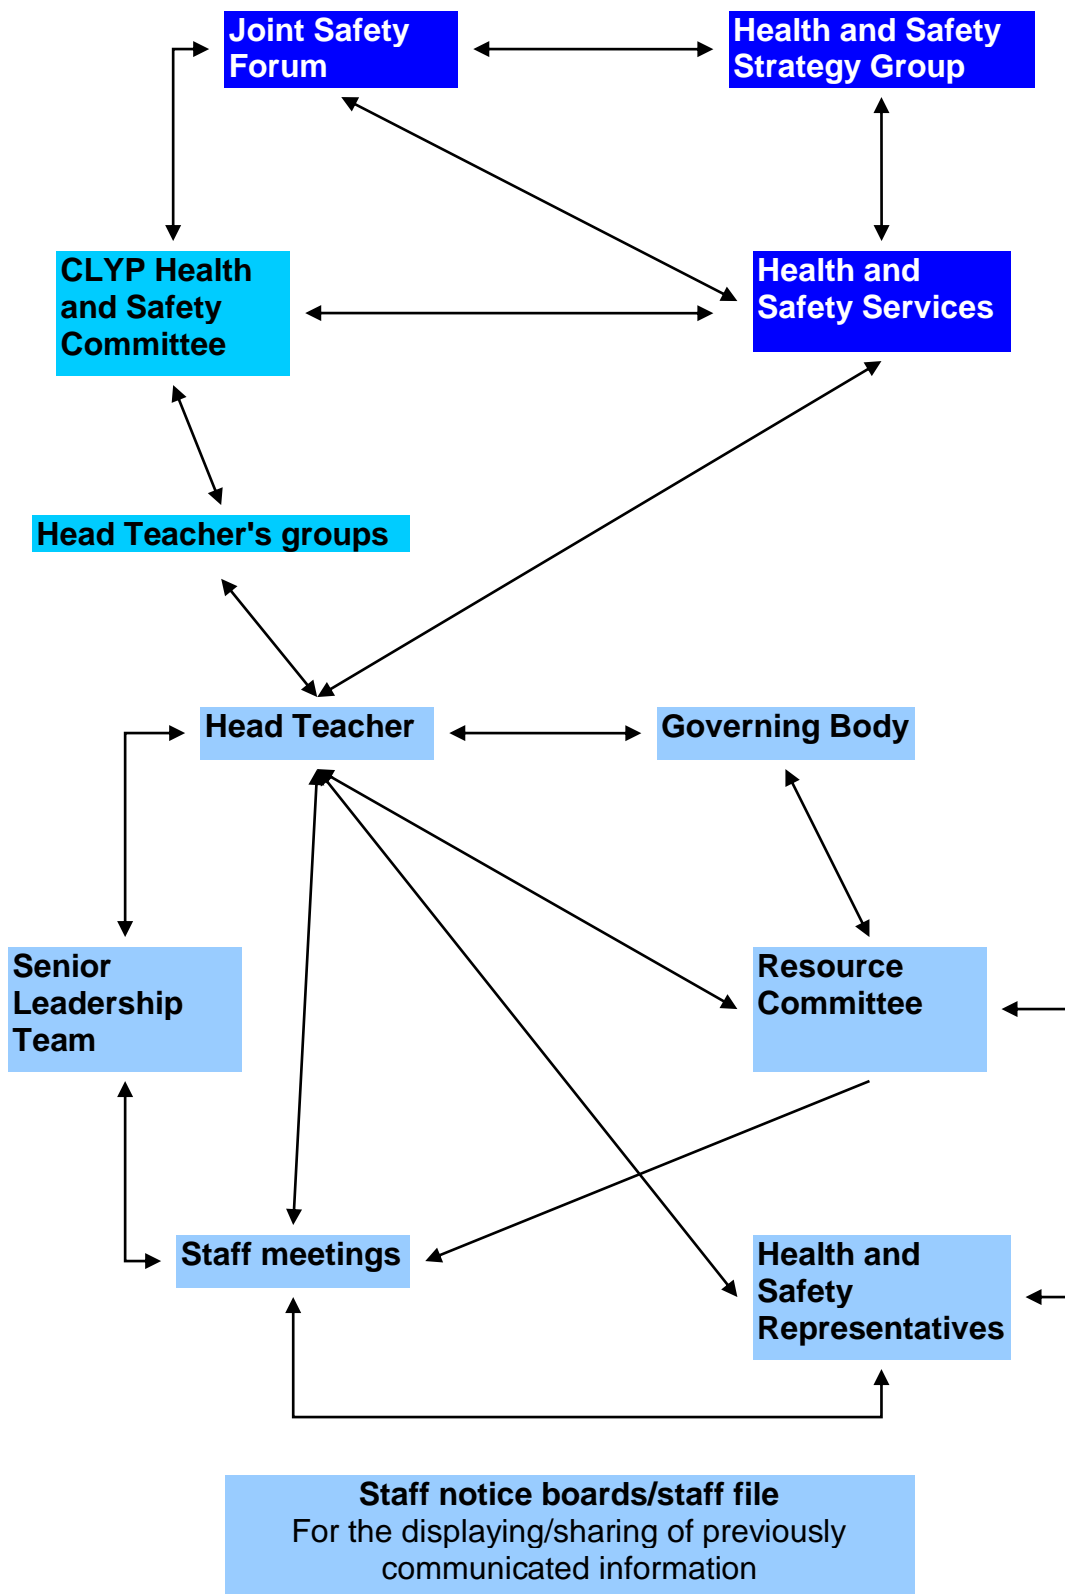 Joint Safety
Forum
Health and Safety
Strategy Group
CLYP Health
and Safety
Committee
Health and
Safety Services
Head Teacher's groups
Head Teacher
Governing Body
Senior
Leadership
Team
Resource
Committee
Staff meetings
Health and
Safety
Representatives
Staff notice boards/staff file
For the displaying/sharing of previously
communicated information